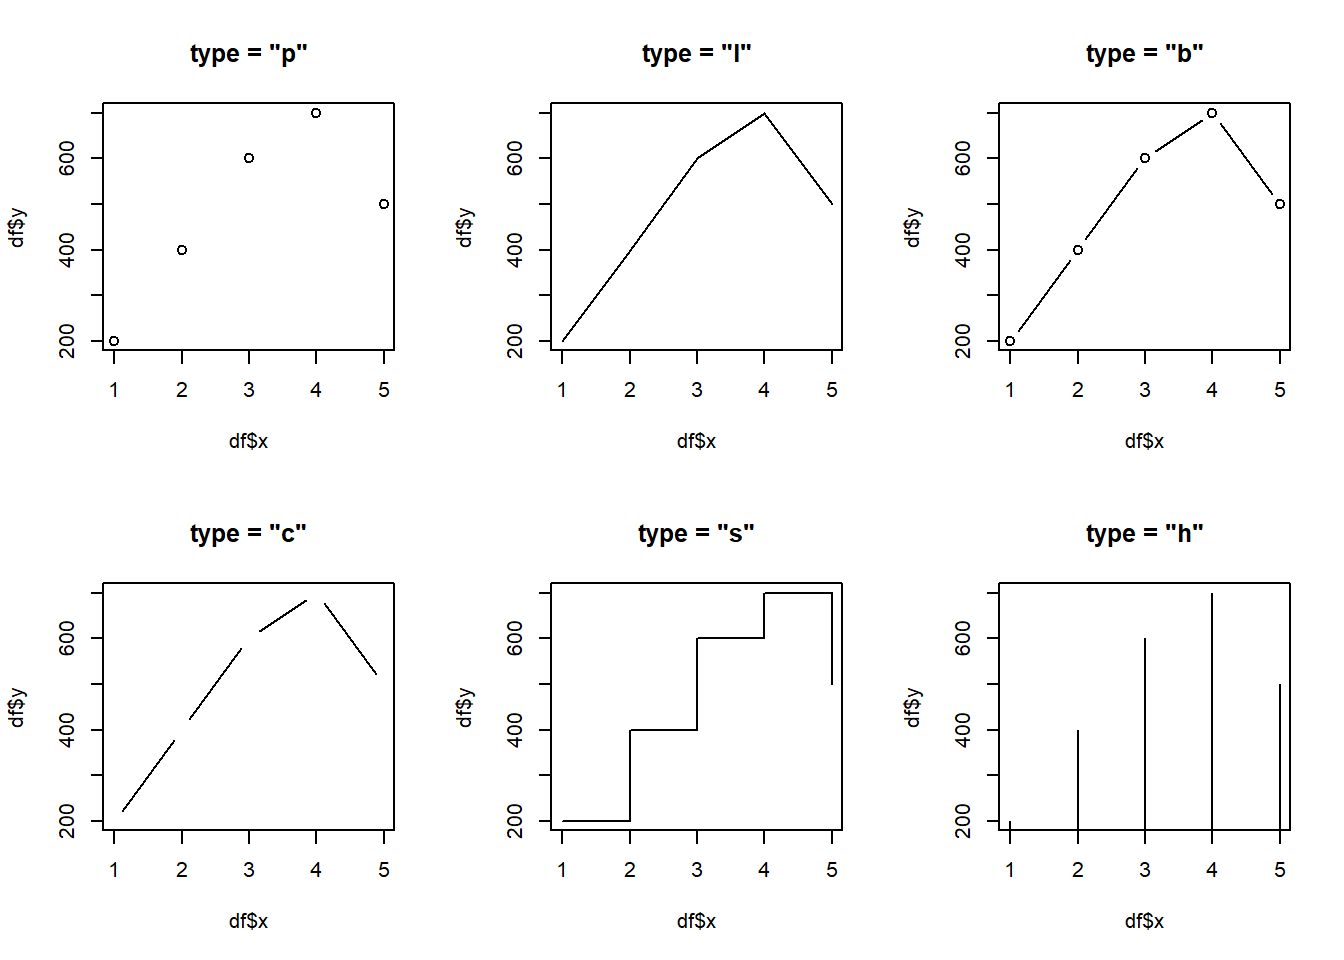 type = "p"
600
400
200
df$y
1 2 3 4 5
df$x
type = "l"
600
400
200
df$y
1 2 3 4 5
df$x
type = "b"
600
400
200
df$y
1 2 3 4 5
df$x
type = "c"
600
400
200
df$y
1 2 3 4 5
df$x
type = "s"
600
400
200
df$y
1 2 3 4 5
df$x
type = "h"
600
400
200
df$y
1 2 3 4 5
df$x